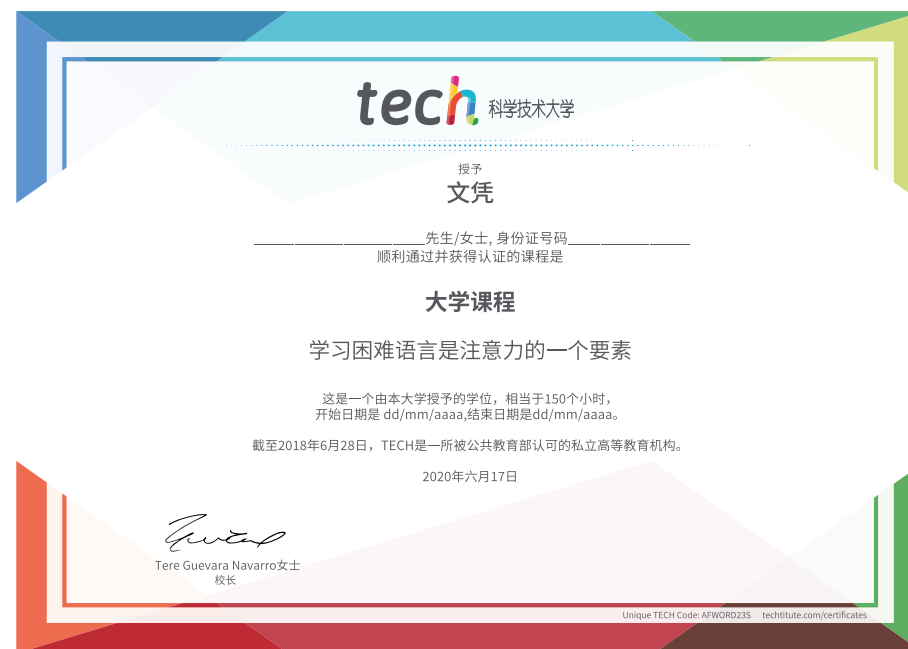 tech 科学技术大学
授予
文凭
先生/女士, 身份证号码
顺利通过并获得认证的课程是
大学课程
学习困难语言是注意力的一个要素
这是一个由本大学授予的学位，相当于150个小时，
开始日期是 dd/mm/aaaa,结束日期是dd/mm/aaaa。
截至2018年6月28日，TECH是一所被公共教育部认可的私立高等教育机构。
2020年六月17日
Tere Guevara Navarro女士
校长
Unique TECH Code: AFWORD23S techtitute.com/certificates